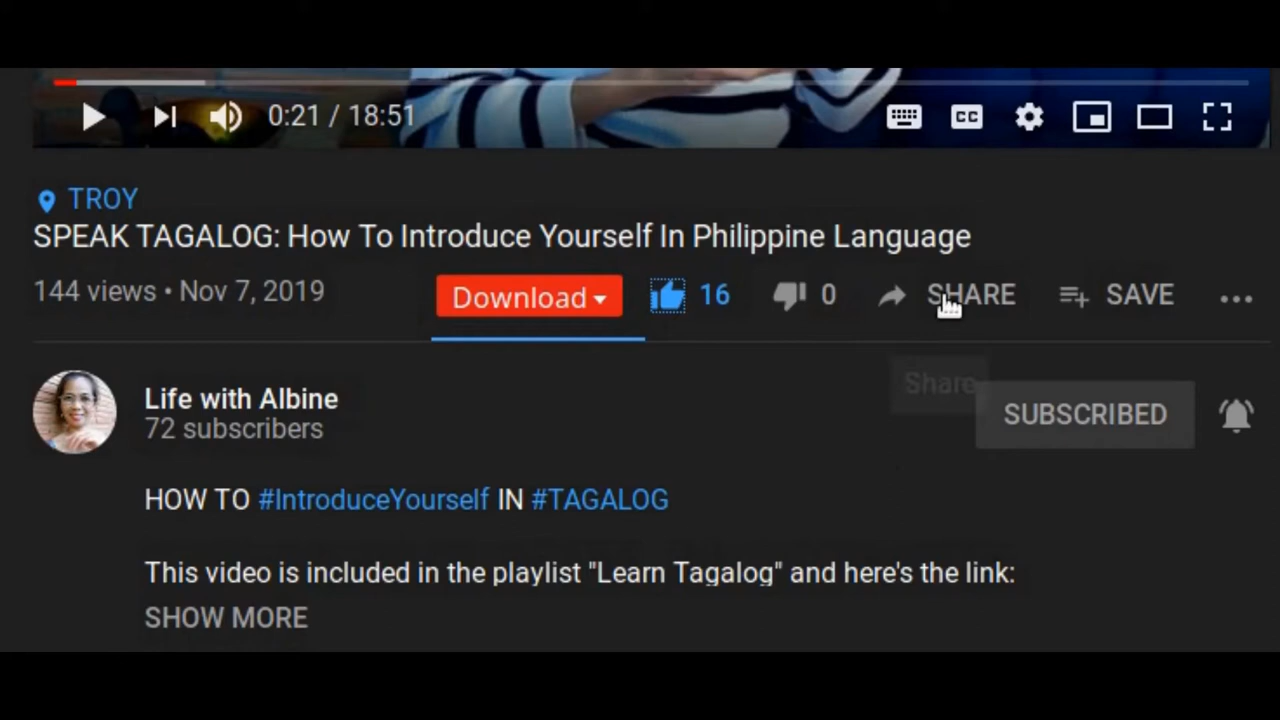 0:21 / 18:51
CC
TROY
SPEAK TAGALOG: How To Introduce Yourself In Philippine Language
144 views • Nov 7, 2019 Download 16 0 SHARE SAVE
Share
Life with Albine
72 subscribers
SUBSCRIBED
HOW TO #IntroduceYourself IN #TAGALOG
This video is included in the playlist "Learn Tagalog" and here's the link:
SHOW MORE